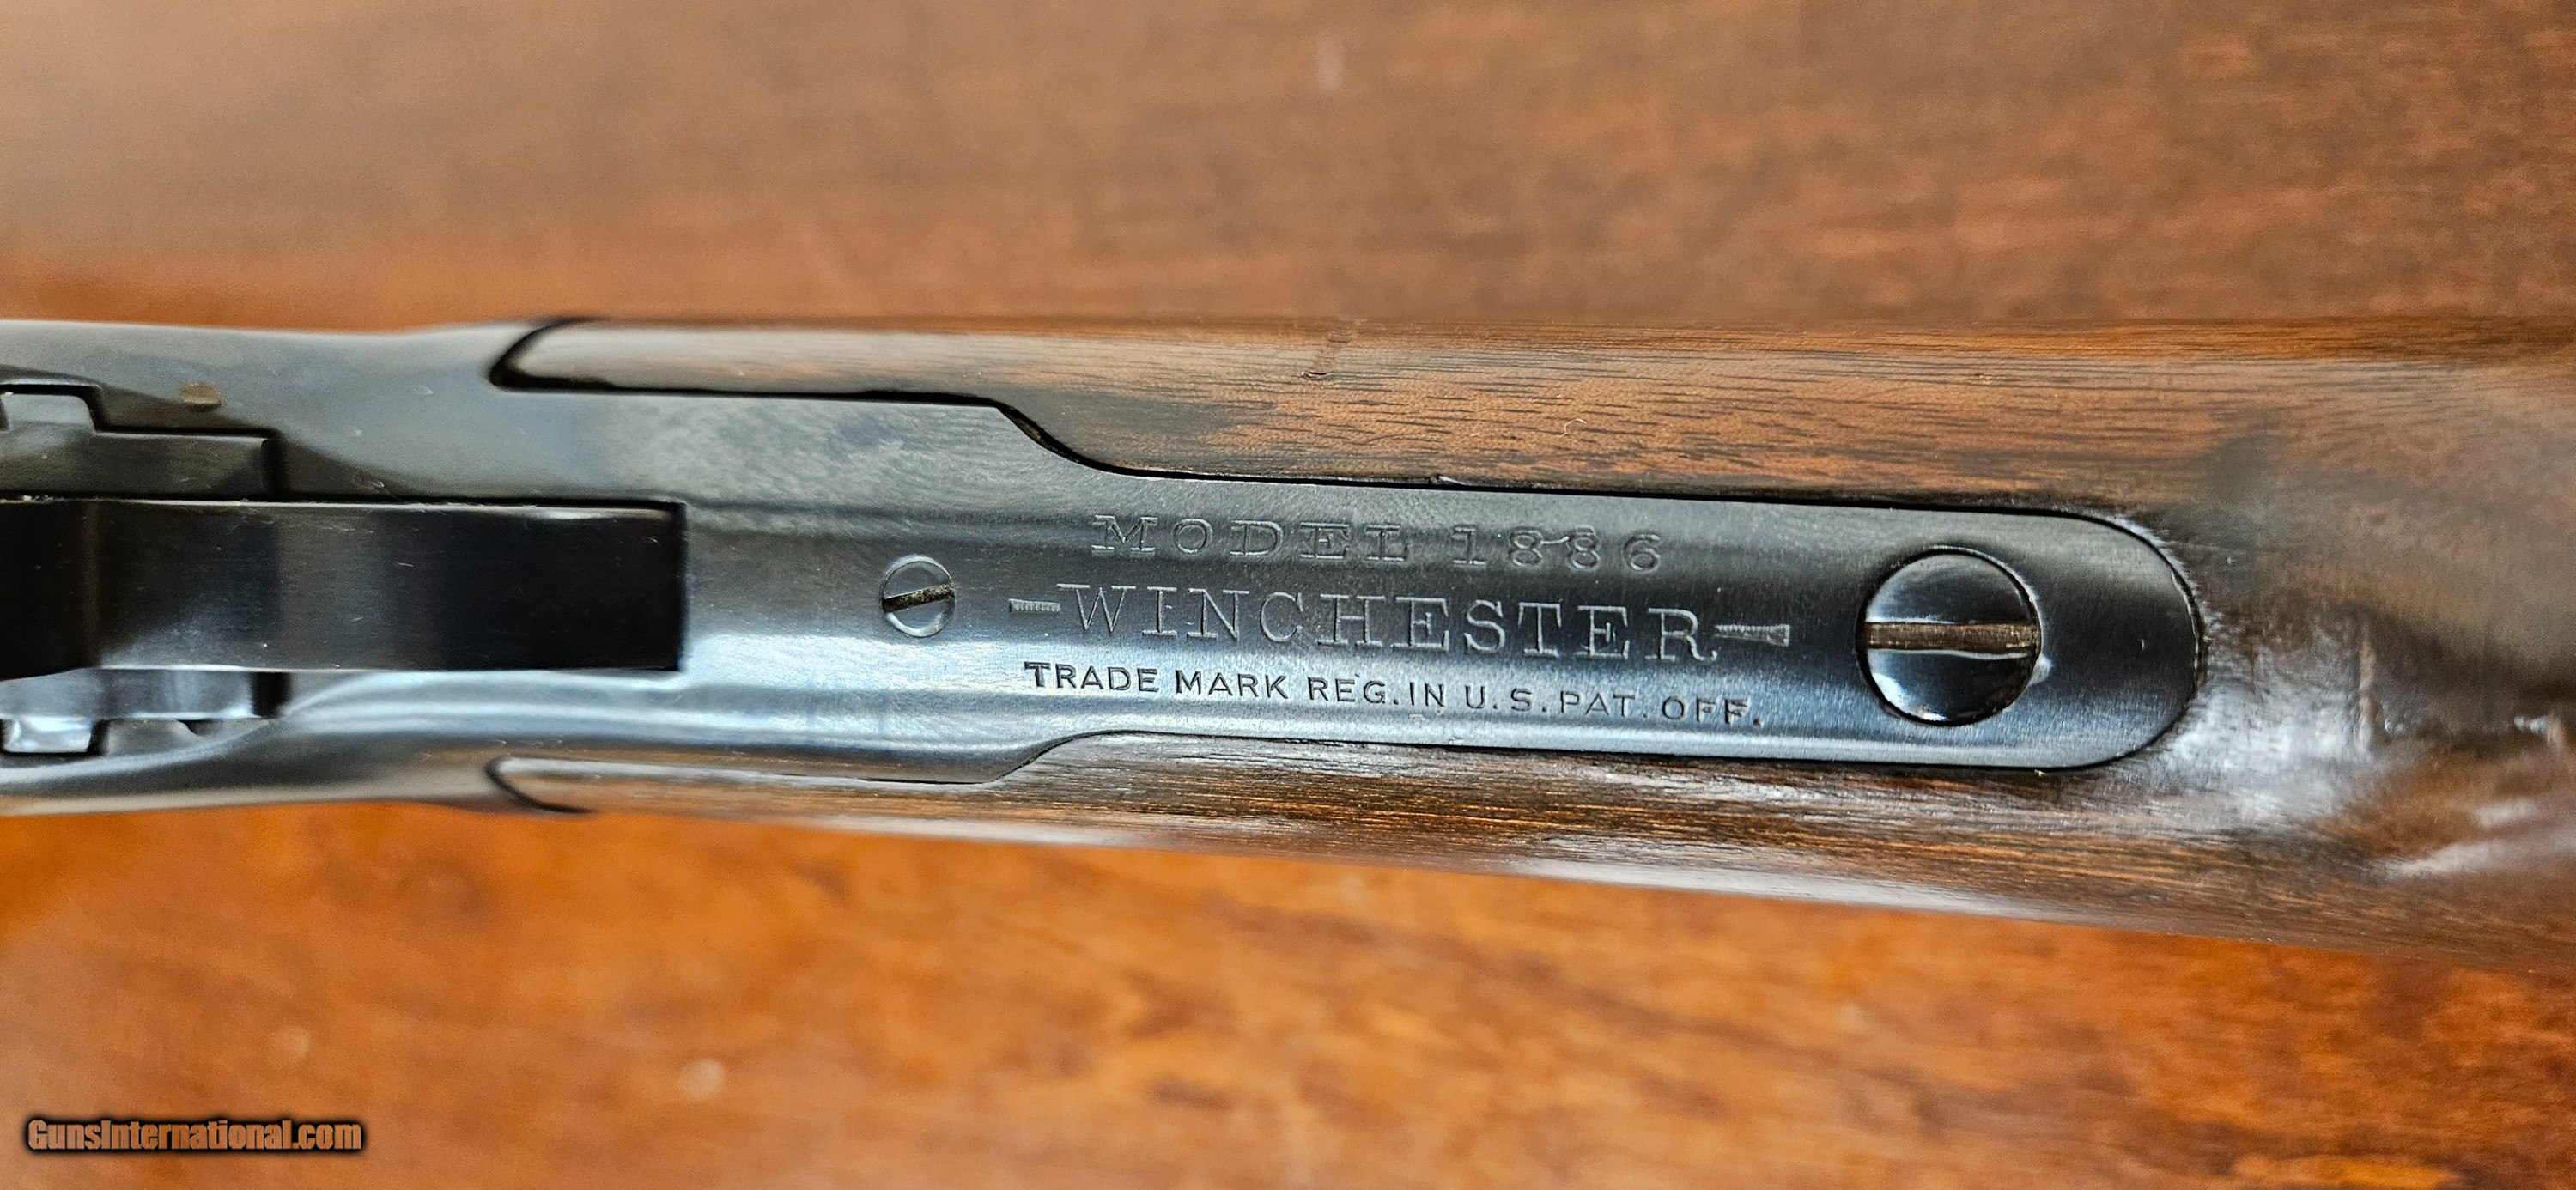 MODEL 1886
-WINCHESTER-
TRADE MARK REG. IN U.S. PAT. OFF.
GunsInternational.com